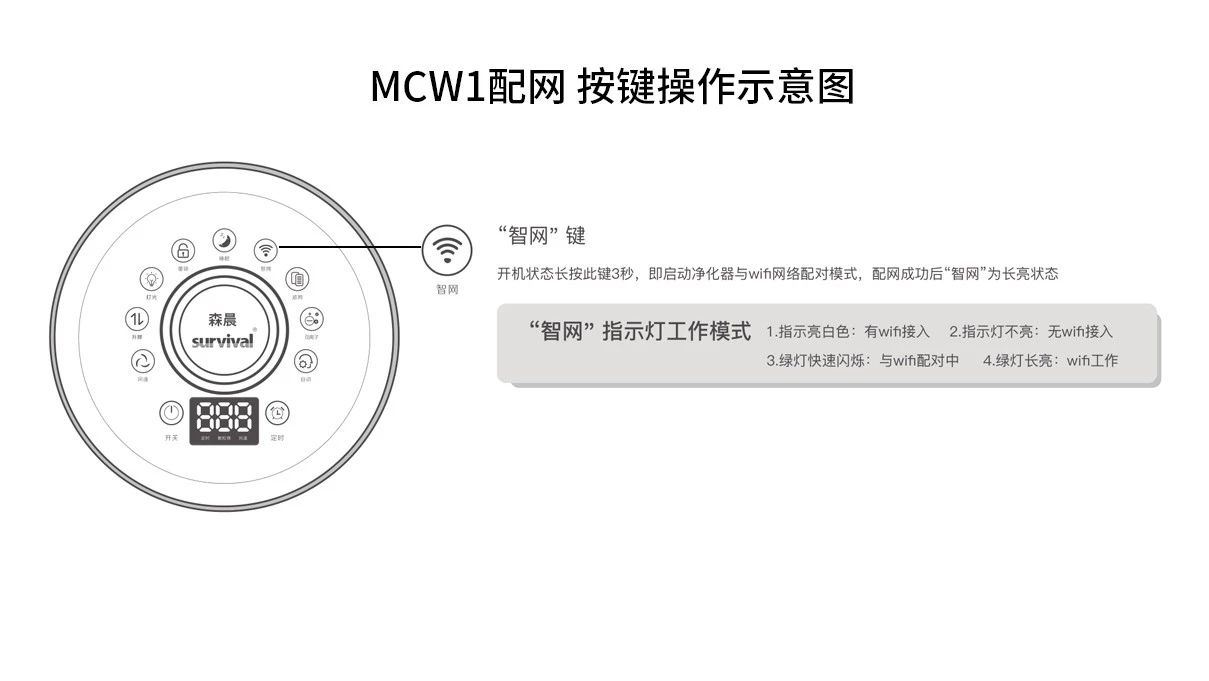 MCW1配网 按键操作示意图
“智网” 键
开机状态长按此键3秒，即启动净化器与wifi网络配对模式，配网成功后“智网”为长亮状态
智网
“智网” 指示灯工作模式
1.指示亮白色：有wifi接入 2.指示灯不亮：无wifi接入
3.绿灯快速闪烁：与wifi配对中 4.绿灯长亮：wifi工作
睡眠
童锁
智网
灯光
滤网
升降
负离子
风速
自动
森晨
survival®
888
定时
开关
定时